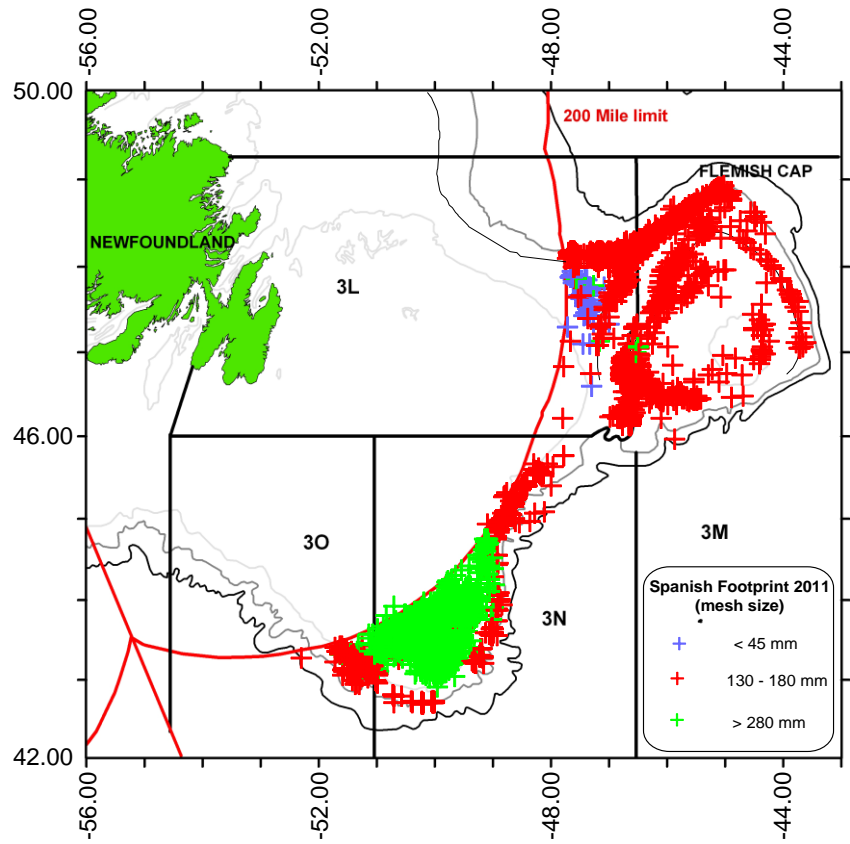 -56.00
-52.00
-48.00
-44.00
50.00
200 Mile limit
FLEMISH CAP
NEWFOUNDLAND
3L
46.00
3O
3M
3N
Spanish Footprint 2011
(mesh size)
< 45 mm
130 - 180 mm
> 280 mm
42.00
-56.00
-52.00
-48.00
-44.00